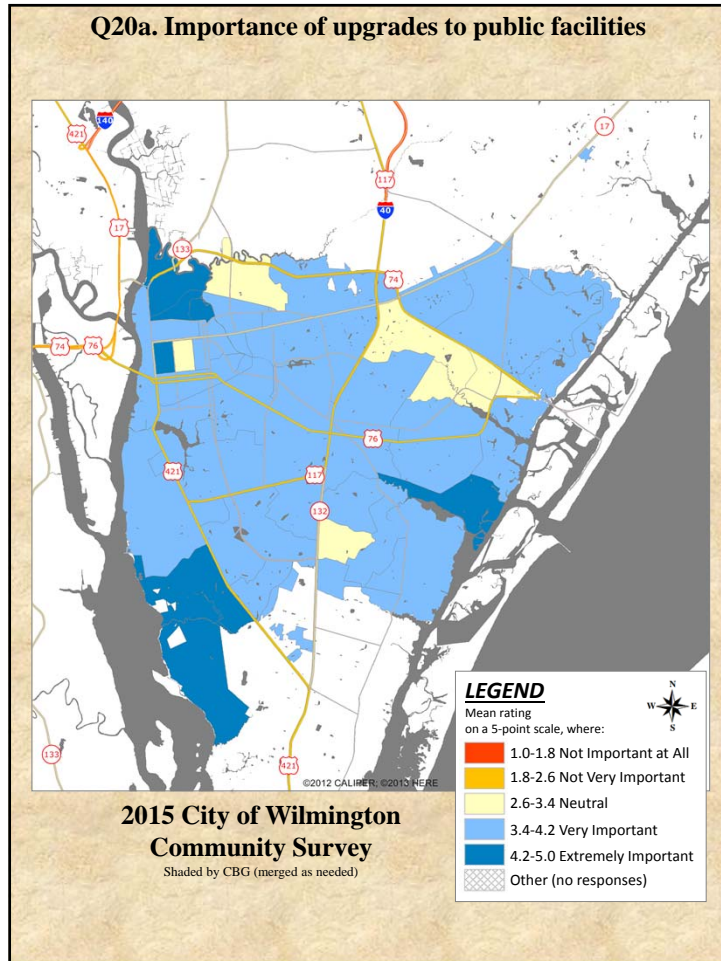 Q20a. Importance of upgrades to public facilities
140
421
17
117
40
17
133
74
17
74
76
76
421
117
132
133
421
©2012 CALIPER; ©2013 HERE
LEGEND
Mean rating
on a 5-point scale, where:
N
W E
S
1.0-1.8 Not Important at All
1.8-2.6 Not Very Important
2.6-3.4 Neutral
3.4-4.2 Very Important
4.2-5.0 Extremely Important
Other (no responses)
2015 City of Wilmington
Community Survey
Shaded by CBG (merged as needed)